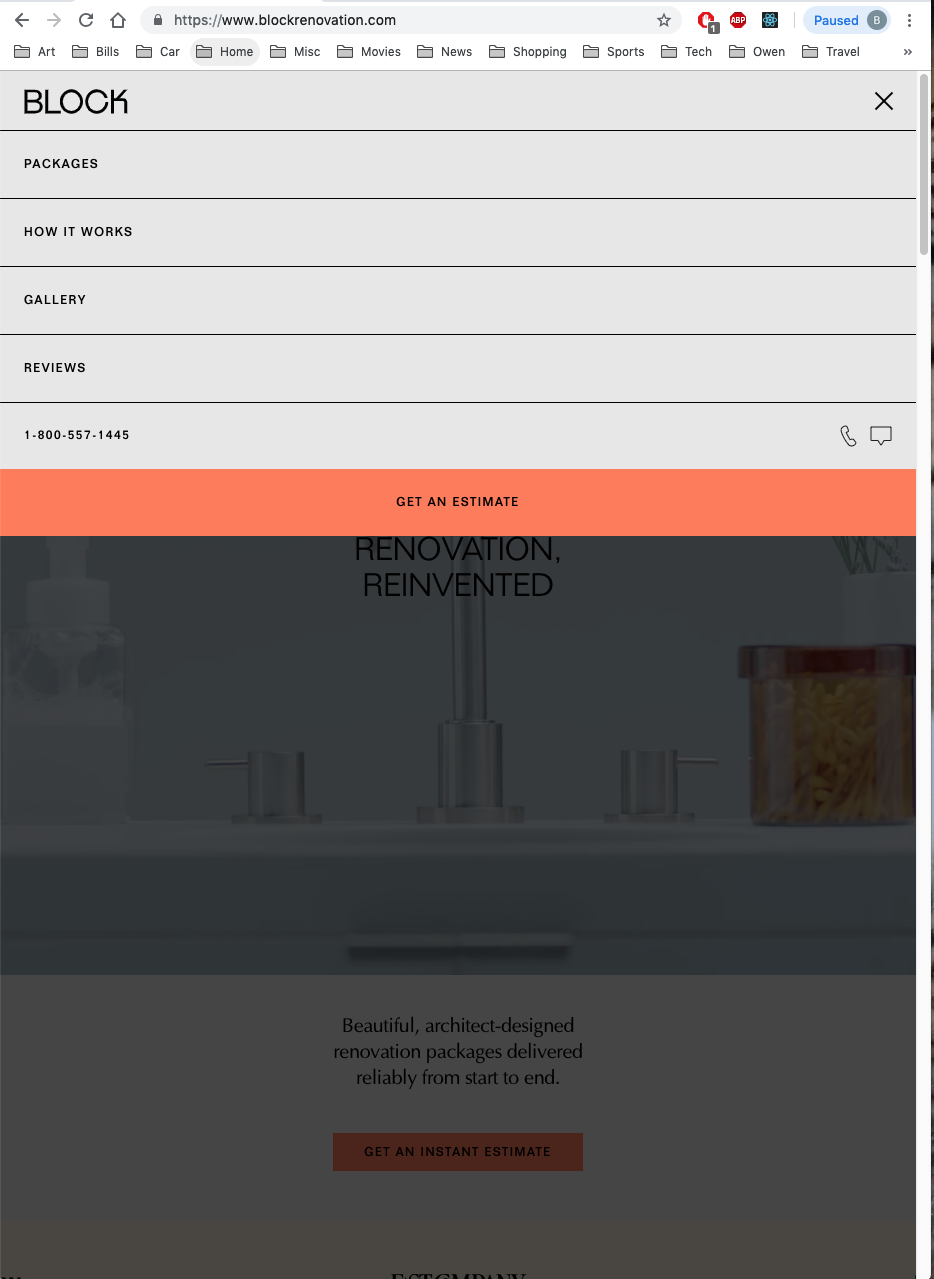 https://www.blockrenovation.com
1
ABP
Paused
B
Art
Bills
Car
Home
Misc
Movies
News
Shopping
Sports
Tech
Owen
Travel
»
BLOCK
PACKAGES
HOW IT WORKS
GALLERY
REVIEWS
1-800-557-1445
GET AN ESTIMATE
RENOVATION,
REINVENTED
Beautiful, architect-designed
renovation packages delivered
reliably from start to end.
GET AN INSTANT ESTIMATE